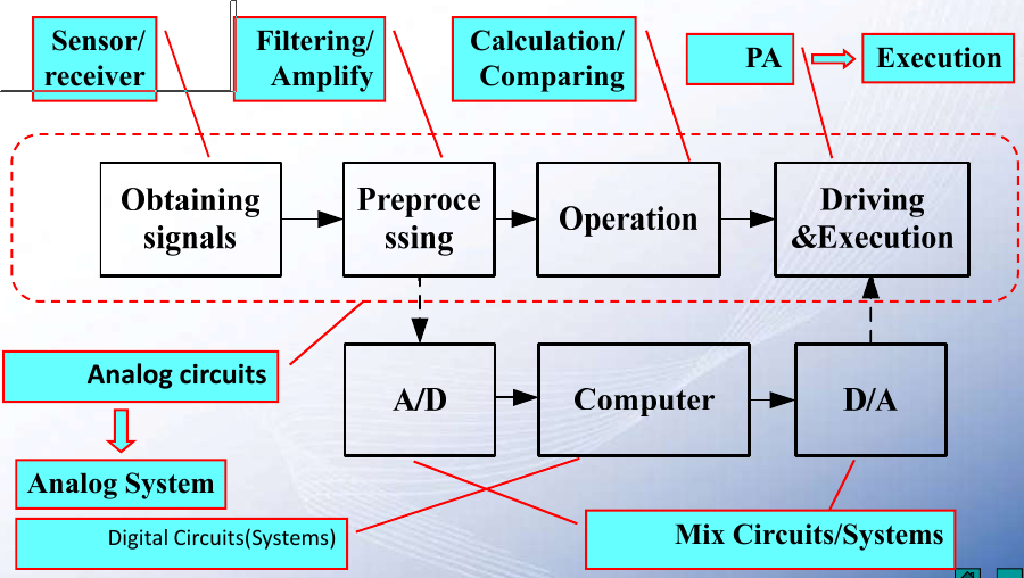 Sensor/
receiver
Filtering/
Amplify
Calculation/
Comparing
PA
Execution
Obtaining
signals
Preproce
ssing
Operation
Driving
&Execution
Analog circuits
A/D
Computer
D/A
Analog System
Digital Circuits(Systems)
Mix Circuits/Systems